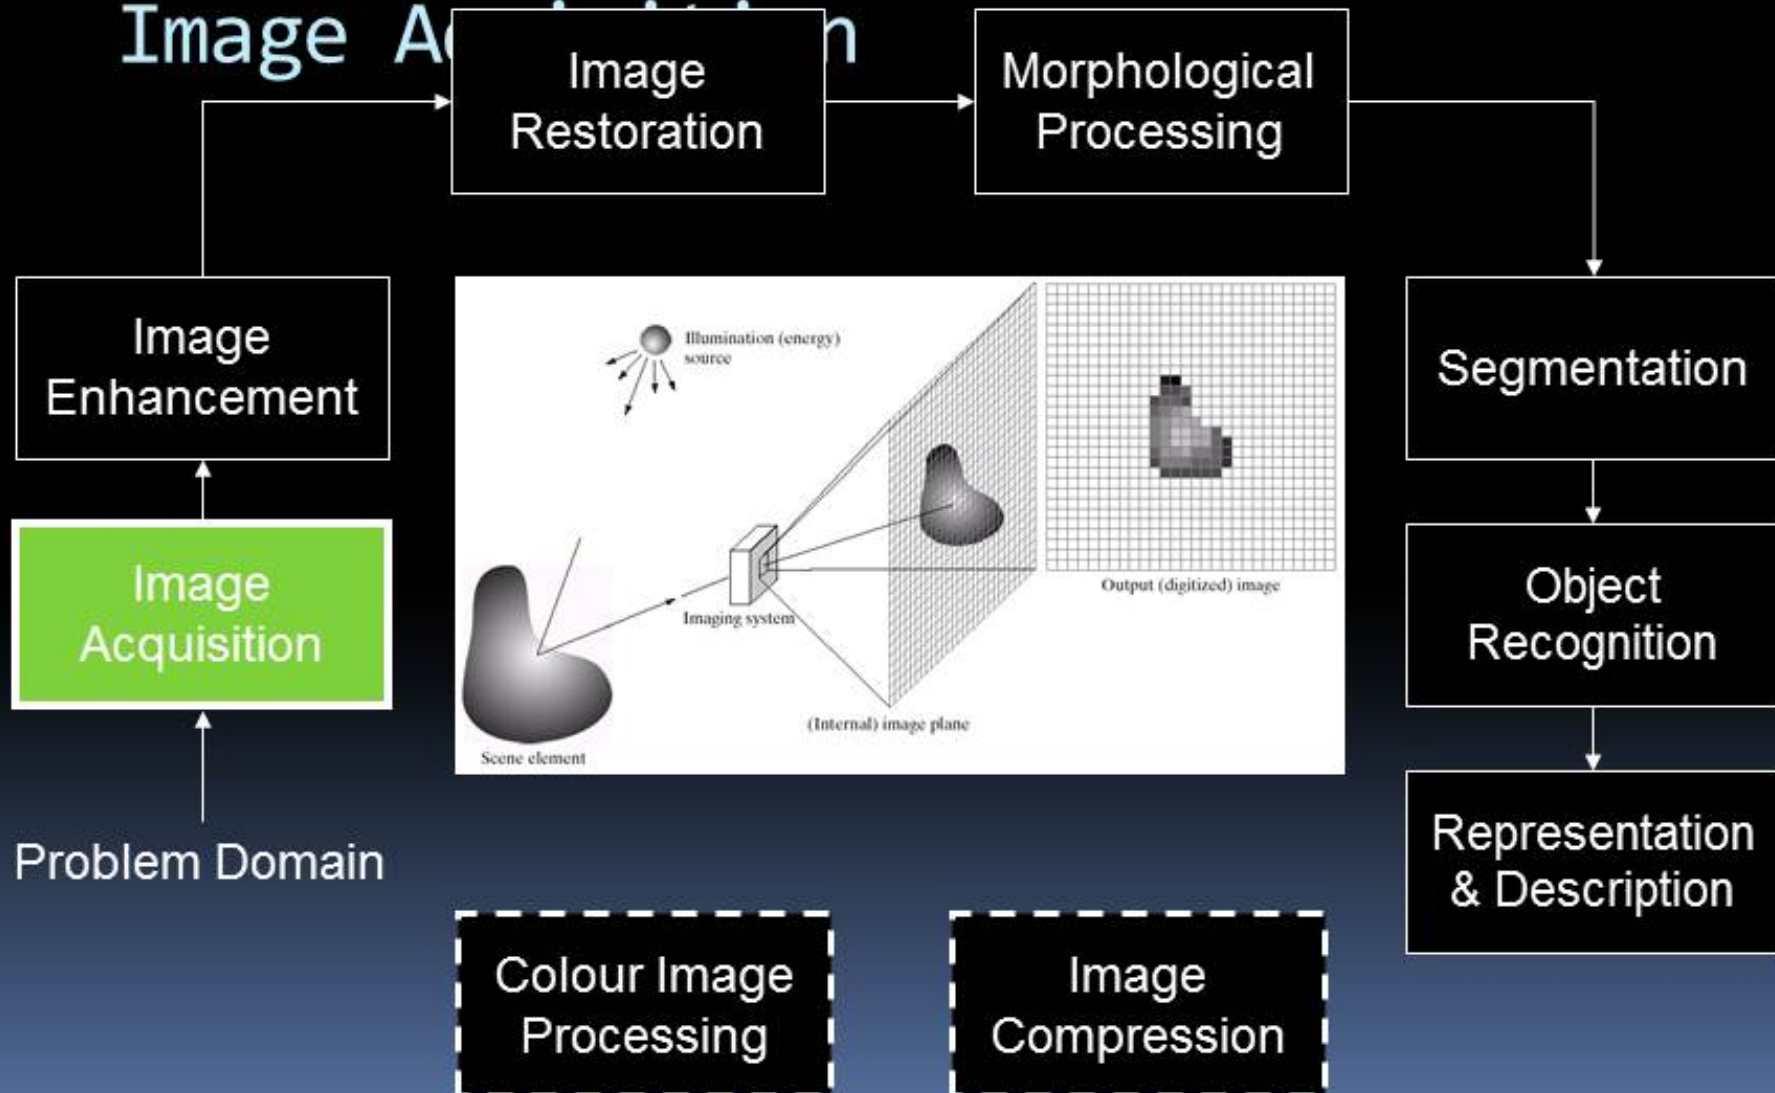 Image
Image
Restoration
Morphological
Processing
Image
Enhancement
Segmentation
Illumination (energy)
source
Output (digitized) image
Imaging system
(Internal) image plane
Scene element
Image
Acquisition
Object
Recognition
Problem Domain
Representation
& Description
Colour Image
Processing
Image
Compression